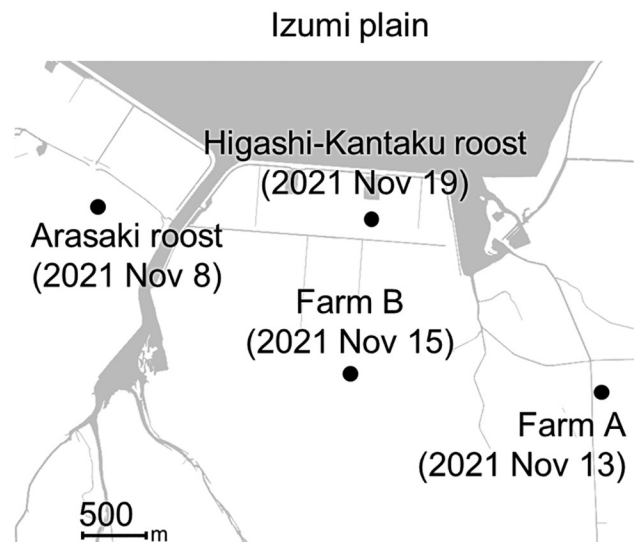 Izumi plain
Higashi-Kantaku roost
(2021 Nov 19)
Arasaki roost
(2021 Nov 8)
Farm B
(2021 Nov 15)
Farm A
(2021 Nov 13)
500
m